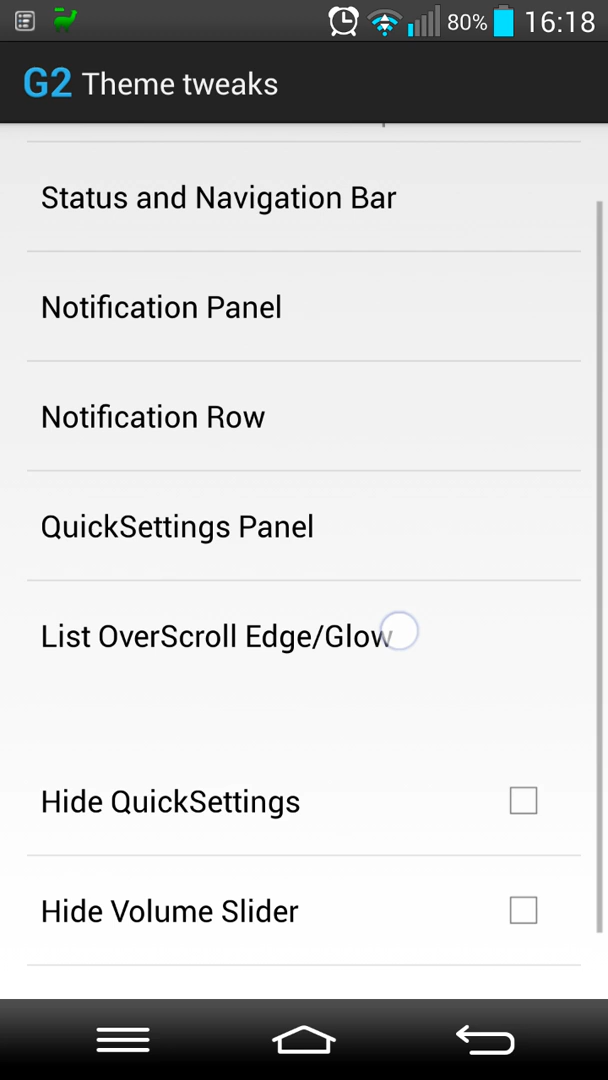 80% 16:18
G2 Theme tweaks
Status and Navigation Bar
Notification Panel
Notification Row
QuickSettings Panel
List OverScroll Edge/Glow
Hide QuickSettings
Hide Volume Slider